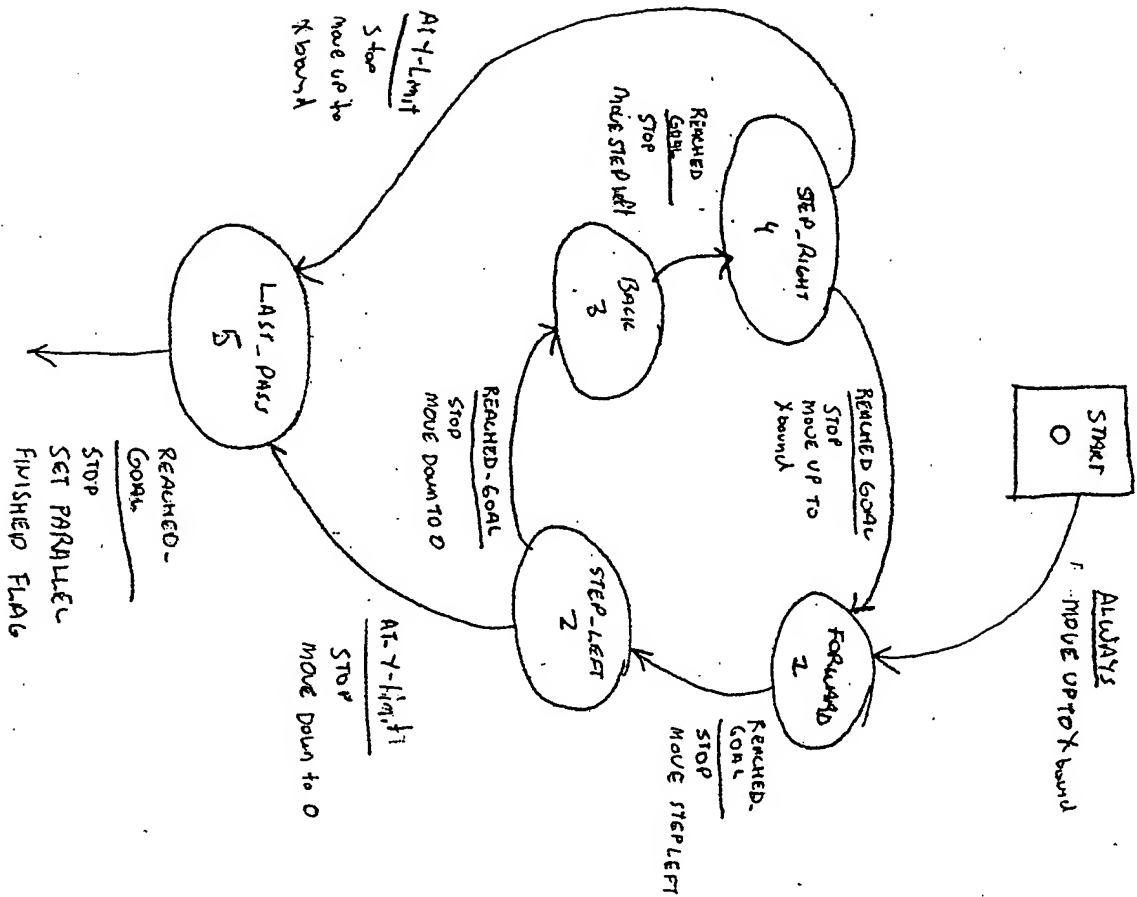 START
0
ALWAYS
MOVE UP TO X bound
FORWARD
1
REACHED GOAL
STOP
MOVE UP TO
X bound
REACHED-
GOAL
STOP
MOVE STEP LEFT
STEP_RIGHT
4
STEP_LEFT
2
REACHED
GOAL
STOP
MOVE STEP left
BACK
3
REACHED-GOAL
STOP
MOVE Down TO 0
AT-Y-Limit
STOP
MOVE Down to 0
At Y-Limit
Stop
move up to
X bound
LAST_PASS
5
REACHED-
GOAL
STOP
SET PARALLEL
FINISHED FLAG